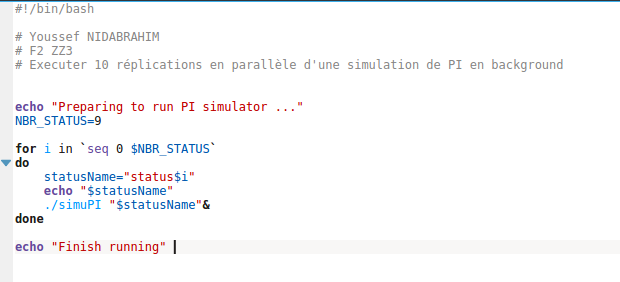 #!/bin/bash
# Youssef NIDABRAHIM
# F2 ZZ3
# Executer 10 réplications en parallèle d'une simulation de PI en background
echo "Preparing to run PI simulator ..."
NBR_STATUS=9
for i in `seq 0 $NBR_STATUS`
do
    statusName="status$i"
    echo "$statusName"
    ./simuPI "$statusName"&
done
echo "Finish running"